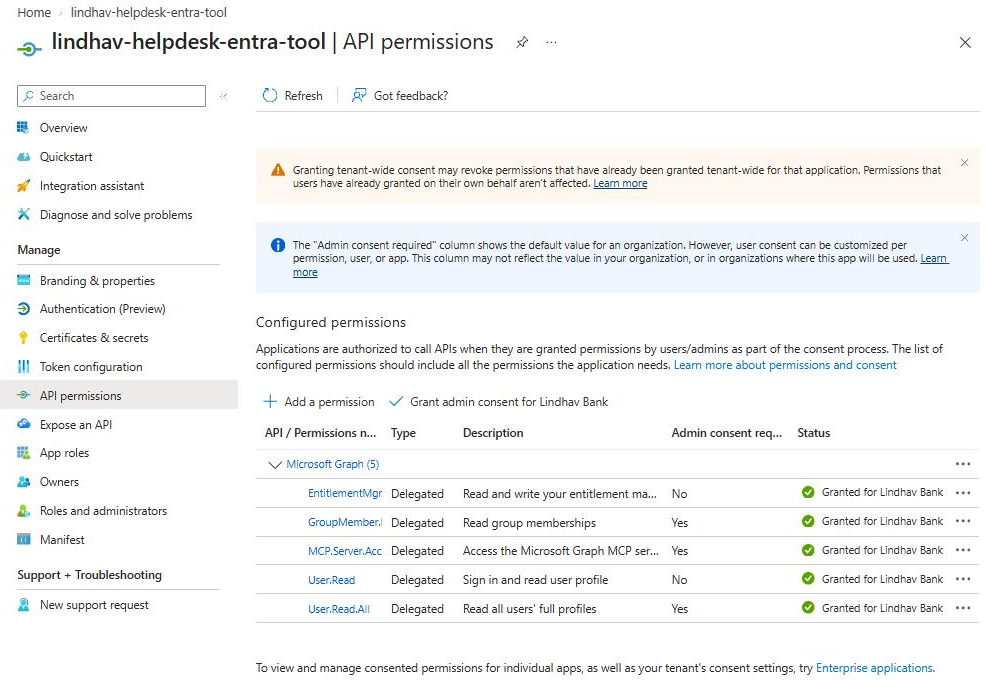 Home › lindhav-helpdesk-entra-tool
lindhav-helpdesk-entra-tool | API permissions
Search
Refresh
Got feedback?
Overview
Quickstart
Integration assistant
Diagnose and solve problems
Manage
Branding & properties
Authentication (Preview)
Certificates & secrets
Token configuration
API permissions
Expose an API
App roles
Owners
Roles and administrators
Manifest
Support + Troubleshooting
New support request
Granting tenant-wide consent may revoke permissions that have already been granted tenant-wide for that application. Permissions that
users have already granted on their own behalf aren't affected. Learn more
The "Admin consent required" column shows the default value for an organization. However, user consent can be customized per
permission, user, or app. This column may not reflect the value in your organization, or in organizations where this app will be used. Learn
more
Configured permissions
Applications are authorized to call APIs when they are granted permissions by users/admins as part of the consent process. The list of
configured permissions should include all the permissions the application needs. Learn more about permissions and consent
Add a permission Grant admin consent for Lindhav Bank
API / Permissions n... Type Description Admin consent req... Status
Microsoft Graph (5)
EntitlementMgr Delegated Read and write your entitlement ma... No Granted for Lindhav Bank
GroupMember. Delegated Read group memberships Yes Granted for Lindhav Bank
MCP.Server.Acc Delegated Access the Microsoft Graph MCP ser... Yes Granted for Lindhav Bank
User.Read Delegated Sign in and read user profile No Granted for Lindhav Bank
User.Read.All Delegated Read all users' full profiles Yes Granted for Lindhav Bank
To view and manage consented permissions for individual apps, as well as your tenant's consent settings, try Enterprise applications.